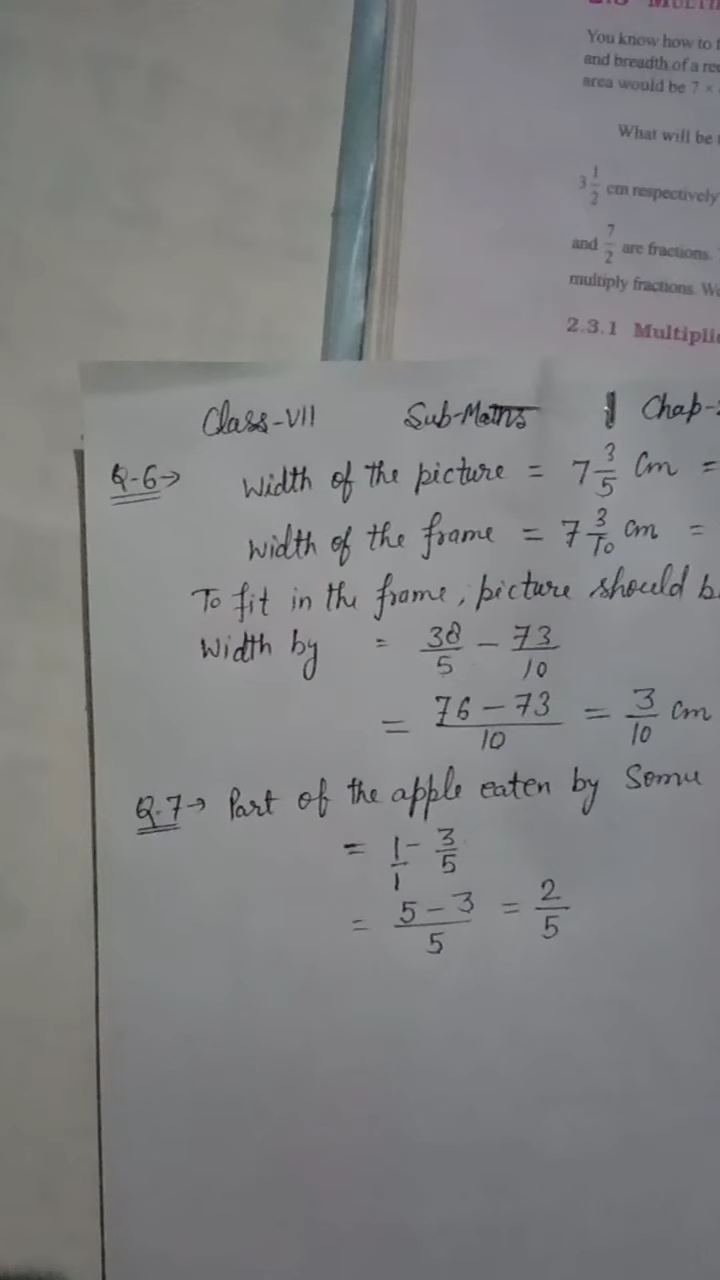 You know how to
and breadth of a
area would be 7 ×
What will be
3 1/2 cm respectively
and 7/2 are fractions.
multiply fractions.
2.3.1
Class-VII Sub-Maths Chap-
Q-6→ Width of the picture = 7 3/5 cm =
Width of the frame = 7 3/10 cm =
To fit in the frame, picture should
Width by = 38/5 - 73/10
= 76-73/10 = 3/10 cm
Q.7→ Part of the apple eaten by Somu
= 1/1 - 3/5
= 5-3/5 = 2/5